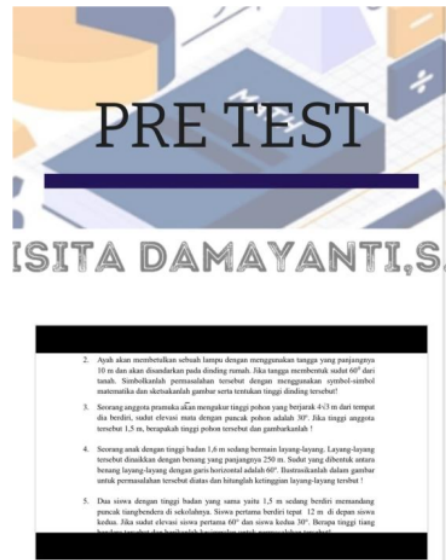 MATH
PRE TEST
ISITA DAMAYANTI,S.
2. Ayah akan membetulkan sebuah lampu dengan menggunakan tangga yang panjangnya
10 m dan akan disandarkan pada dinding rumah. Jika tangga membentuk sudut 60° dari
tanah. Simbolkanlah permasalahan tersebut dengan menggunakan symbol-simbol
matematika dan sketsakanlah gambar serta tentukan tinggi dinding tersebut!
3. Seorang anggota pramuka akan mengukur tinggi pohon yang berjarak 4√3 m dari tempat
dia berdiri, sudut elevasi mata dengan puncak pohon adalah 30°. Jika tinggi anggota
tersebut 1,5 m, berapakah tinggi pohon tersebut dan gambarkanlah !
4. Seorang anak dengan tinggi badan 1,6 m sedang bermain layang-layang. Layang-layang
tersebut dinaikkan dengan benang yang panjangnya 250 m. Sudut yang dibentuk antara
benang layang-layang dengan garis horizontal adalah 60°. Ilustrasikanlah dalam gambar
untuk permasalahan tersebut diatas dan hitunglah ketinggian layang-layang tersbut !
5. Dua siswa dengan tinggi badan yang sama yaitu 1,5 m sedang berdiri memandang
puncak tiangbendera di sekolahnya. Siswa pertama berdiri tepat 12 m di depan siswa
kedua. Jika sudut elevasi siswa pertama 60° dan siswa kedua 30°. Berapa tinggi tiang